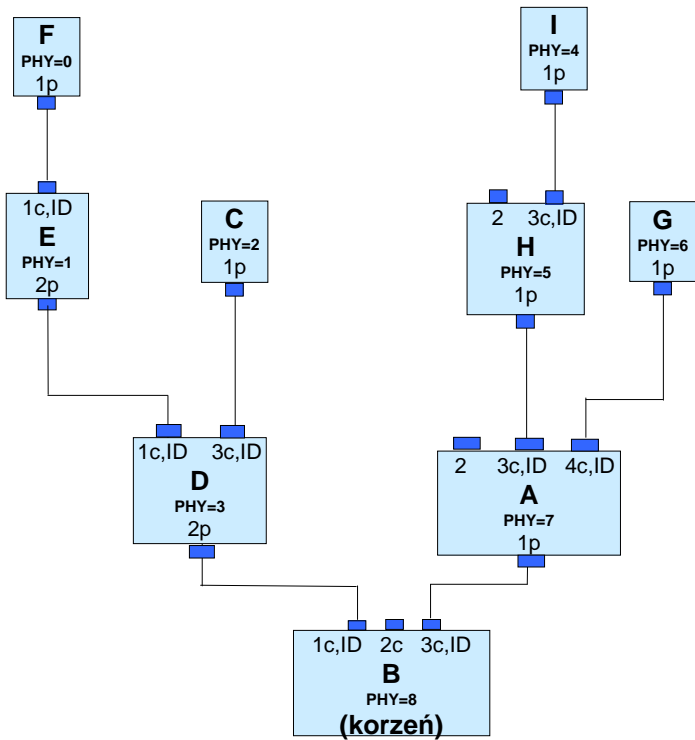 F
PHY=0
1p
I
PHY=4
1p
1c,ID
E
PHY=1
2p
C
PHY=2
1p
2 3c,ID
H
PHY=5
1p
G
PHY=6
1p
1c,ID 3c,ID
D
PHY=3
2p
2 3c,ID 4c,ID
A
PHY=7
1p
1c,ID 2c 3c,ID
B
PHY=8
(korzeń)